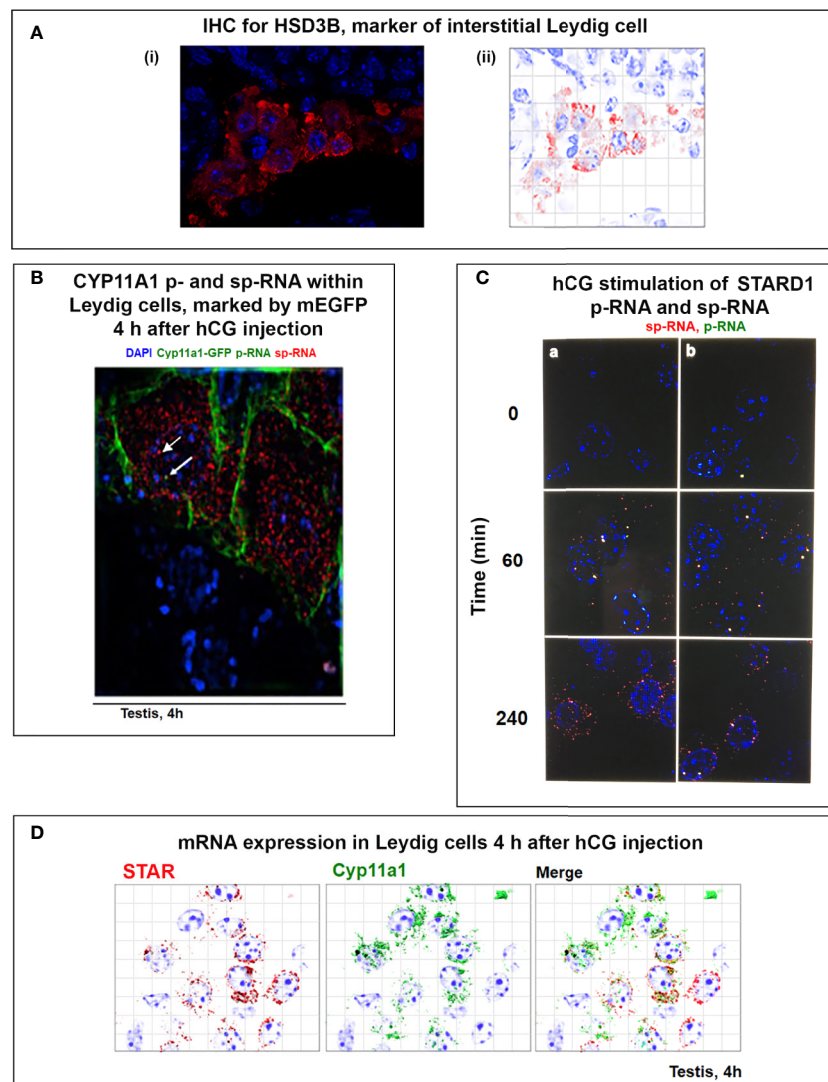 A
IHC for HSD3B, marker of interstitial Leydig cell
(i)
(ii)
B
CYP11A1 p- and sp-RNA within
Leydig cells, marked by mEGFP
4 h after hCG injection
DAPI Cyp11a1-GFP p-RNA sp-RNA
Testis, 4h
C
hCG stimulation of STARD1
p-RNA and sp-RNA
sp-RNA, p-RNA
a
b
0
60
240
Time (min)
D
mRNA expression in Leydig cells 4 h after hCG injection
STAR
Cyp11a1
Merge
Testis, 4h